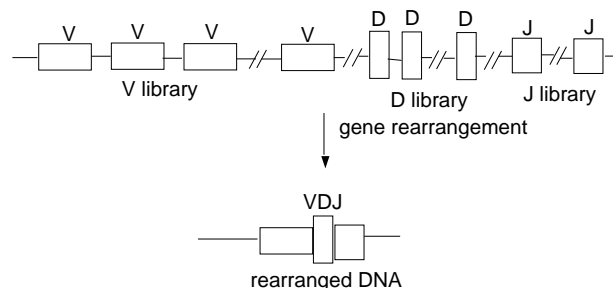 V V V V D D D J J
V library D library J library
gene rearrangement
VDJ
rearranged DNA